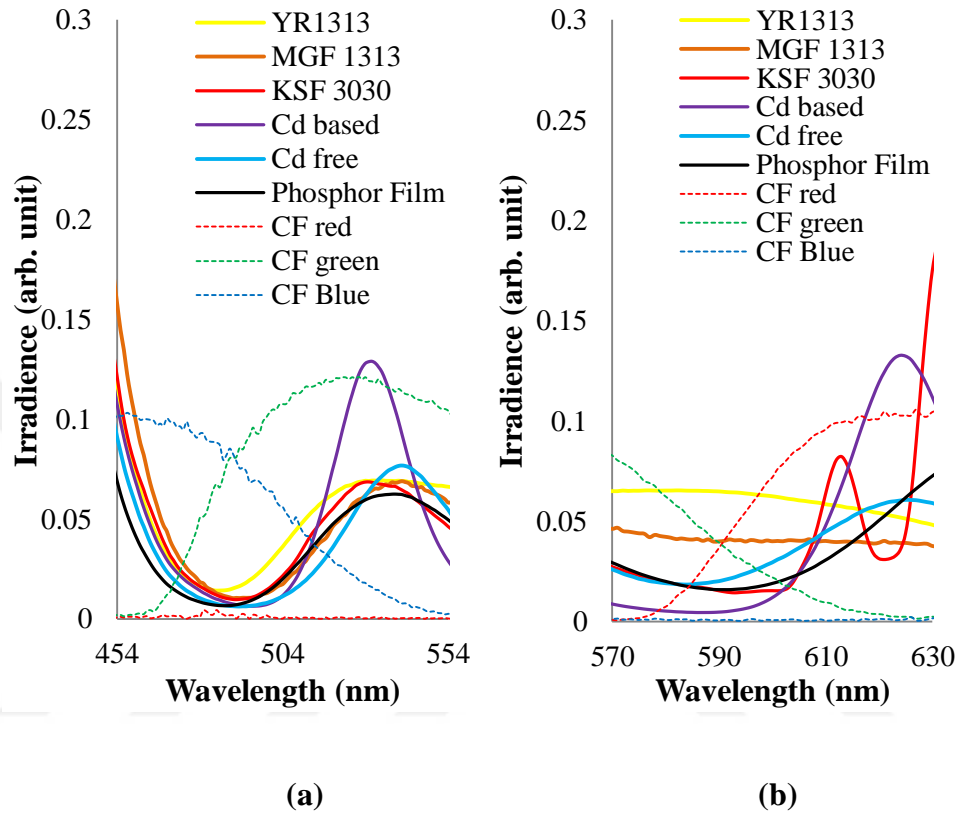 0.3
0.25
0.2
0.15
0.1
0.05
0
Irradience (arb. unit)
YR1313
MGF 1313
KSF 3030
Cd based
Cd free
Phosphor Film
CF red
CF green
CF Blue
454
504
554
Wavelength (nm)
(a)
0.3
0.25
0.2
0.15
0.1
0.05
0
Irradience (arb. unit)
YR1313
MGF 1313
KSF 3030
Cd based
Cd free
Phosphor Film
CF red
CF green
CF Blue
570
590
610
630
Wavelength (nm)
(b)